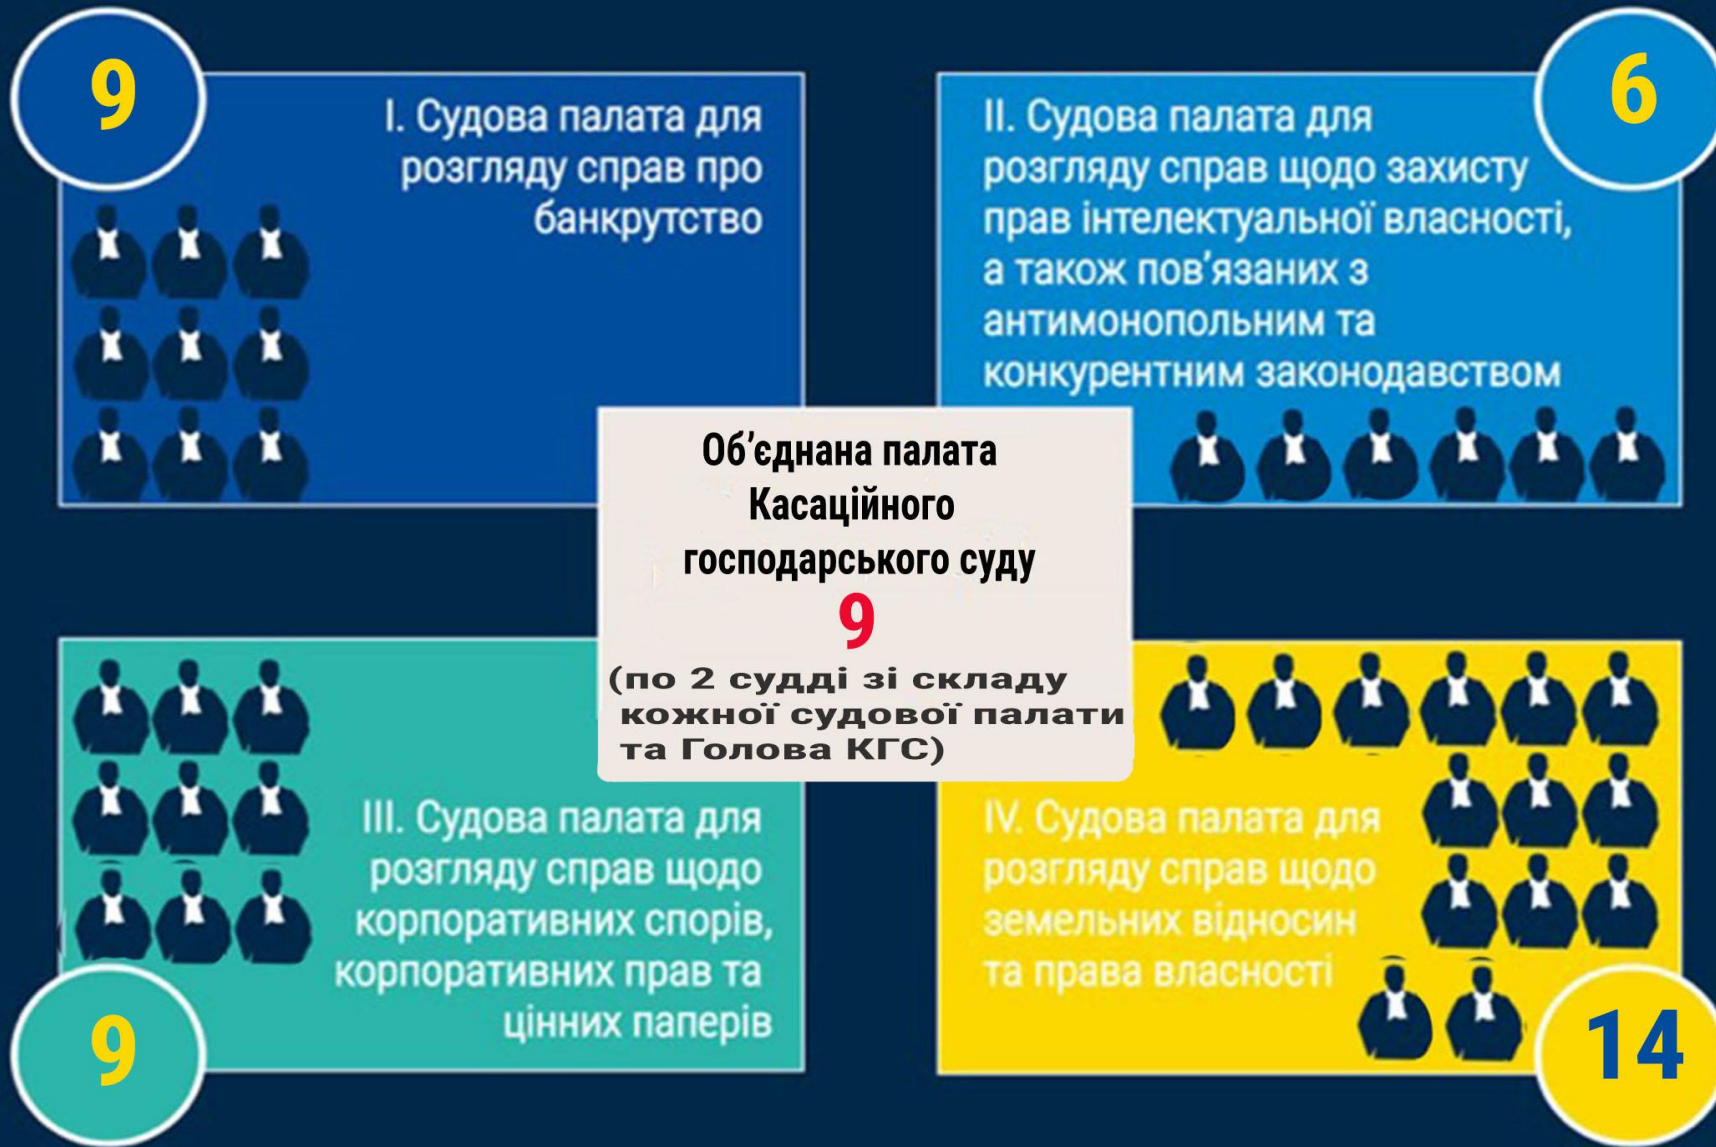 9
І. Судова палата для
розгляду справ про
банкрутство
6
ІІ. Судова палата для
розгляду справ щодо захисту
прав інтелектуальної власності,
а також пов’язаних з
антимонопольним та
конкурентним законодавством
Об’єднана палата
Касаційного
господарського суду
9
(по 2 судді зі складу
кожної судової палати
та Голова КГС)
ІІІ. Судова палата для
розгляду справ щодо
корпоративних спорів,
корпоративних прав та
цінних паперів
9
IV. Судова палата для
розгляду справ щодо
земельних відносин
та права власності
14